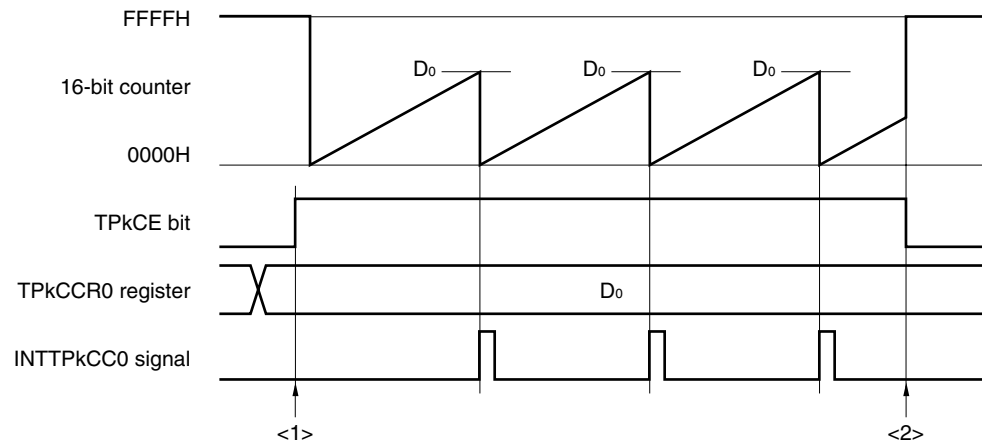 FFFFH
D₀ D₀ D₀
16-bit counter
0000H
TPkCE bit
TPkCCR0 register D₀
INTTPkCC0 signal
<1> <2>